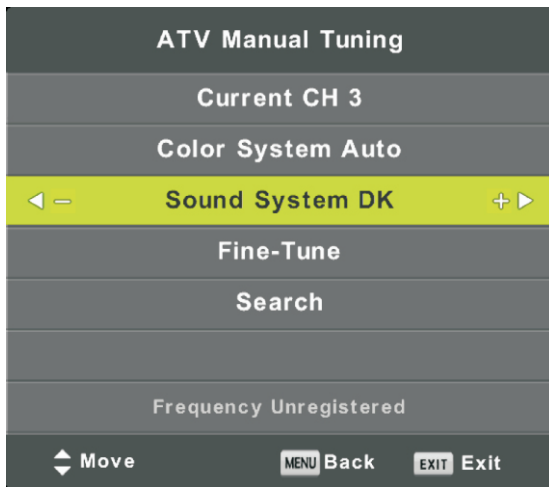 ATV Manual Tuning
Current CH 3
Color System Auto
Sound System DK
Fine-Tune
Search
Frequency Unregistered
Move MENU Back EXIT Exit